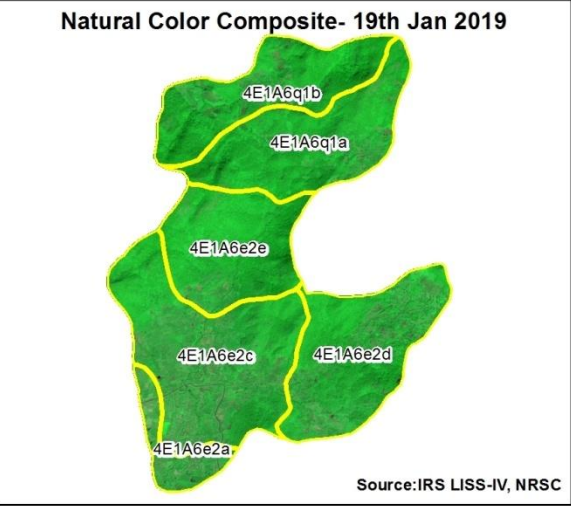 Natural Color Composite- 19th Jan 2019
4E1A6q1b
4E1A6q1a
4E1A6e2e
4E1A6e2c
4E1A6e2d
4E1A6e2a
Source:IRS LISS-IV, NRSC